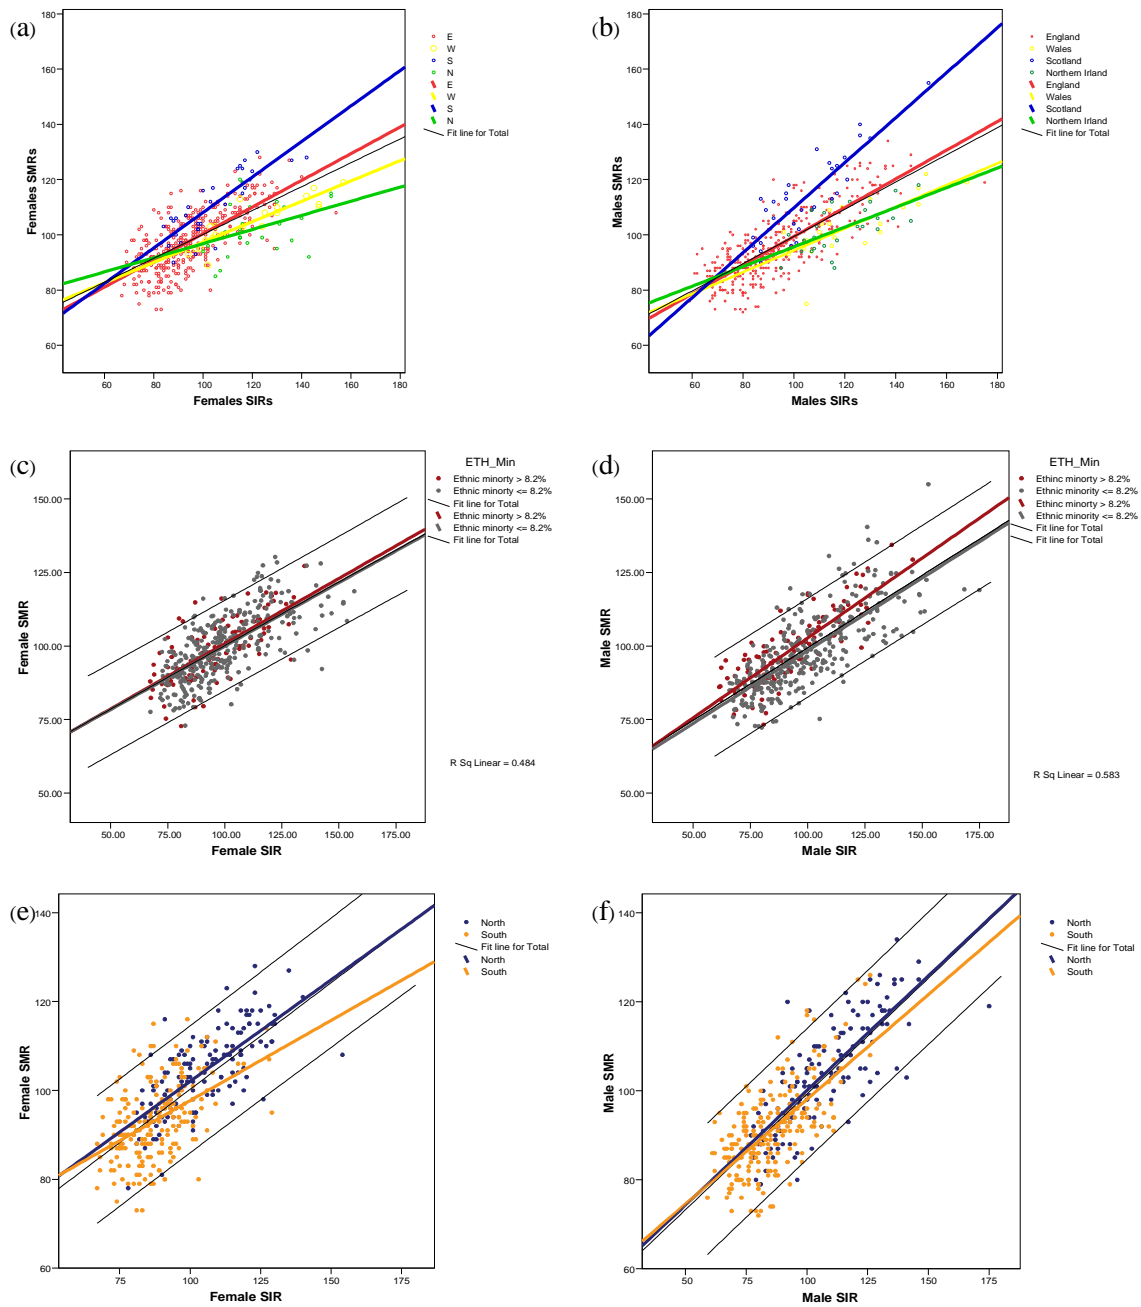 (a)
180
160
140
120
100
80
60
Females SMRs
60
80
100
120
140
160
180
Females SIRs
E
W
S
N
E
W
S
N
Fit line for Total
(b)
180
160
140
120
100
80
60
Males SMRs
60
80
100
120
140
160
180
Males SIRs
England
Wales
Scotland
Northern Irland
England
Wales
Scotland
Northern Irland
Fit line for Total
(c)
150.00
125.00
100.00
75.00
50.00
Female SMR
50.00
75.00
100.00
125.00
150.00
175.00
Female SIR
ETH_Min
Ethnic minorty > 8.2%
Ethnic minorty <= 8.2%
Fit line for Total
Ethnic minorty > 8.2%
Ethnic minorty <= 8.2%
Fit line for Total
R Sq Linear = 0.484
(d)
150.00
125.00
100.00
75.00
50.00
Male SMR
50.00
75.00
100.00
125.00
150.00
175.00
Male SIR
ETH_Min
Ethnic minorty > 8.2%
Ethnic minorty <= 8.2%
Ethnic minorty > 8.2%
Ethnic minorty <= 8.2%
Fit line for Total
Fit line for Total
R Sq Linear = 0.583
(e)
140
120
100
80
60
Female SMR
75
100
125
150
175
Female SIR
North
South
Fit line for Total
North
South
(f)
140
120
100
80
60
Male SMR
50
75
100
125
150
175
Male SIR
North
South
Fit line for Total
North
South